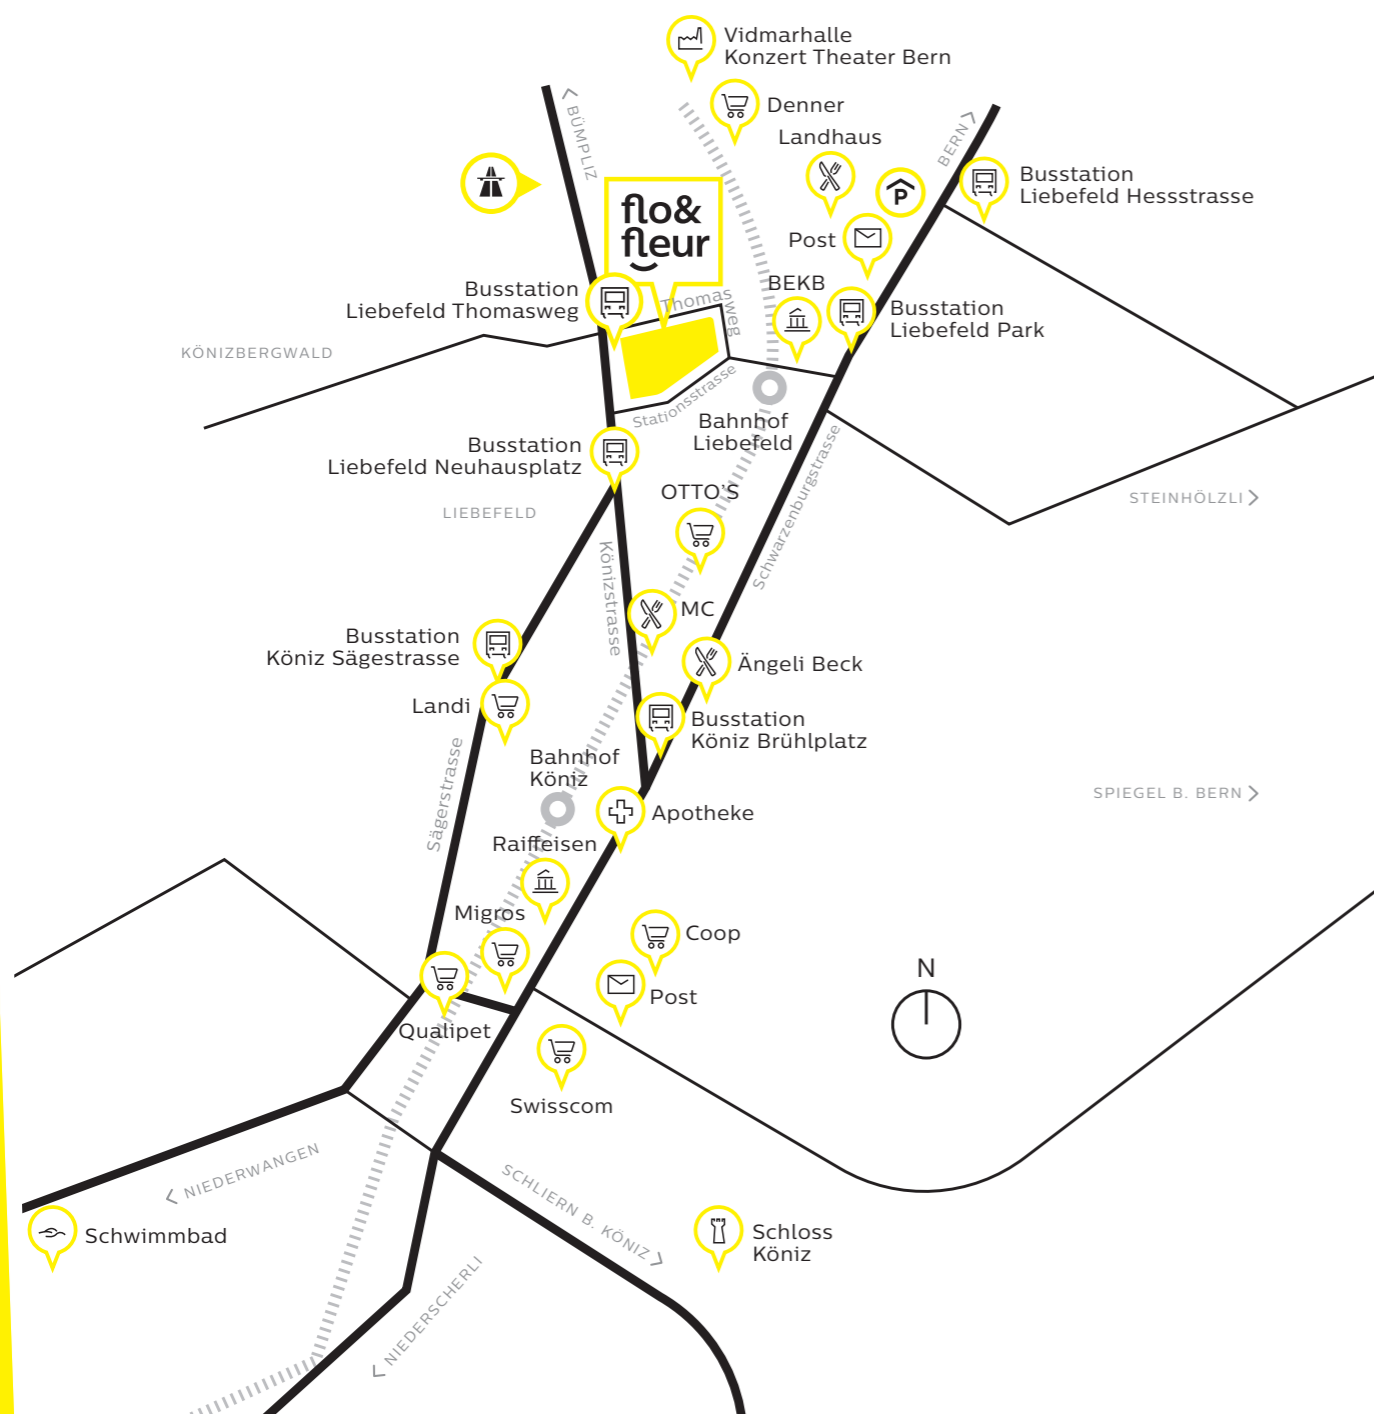 Vidmarhalle
Konzert Theater Bern
Denner
Landhaus
< BÜMPLIZ
BERN >
P
Busstation
Liebefeld Hessstrasse
flo&
fleur
Post
BEKB
Busstation
Liebefeld Thomasweg
Thomasweg
Busstation
Liebefeld Park
KÖNIZBERGWALD
Stationsstrasse
Bahnhof
Liebefeld
Busstation
Liebefeld Neuhausplatz
OTTO'S
Schwarzenburgstrasse
STEINHÖLZLI >
LIEBEFELD
Könizstrasse
MC
Busstation
Köniz Sägestrasse
Ängeli Beck
Landi
Busstation
Köniz Brühlplatz
Sägerstrasse
Bahnhof
Köniz
SPIEGEL B. BERN >
Apotheke
Raiffeisen
Migros
Coop
N
Post
Qualipet
Swisscom
< NIEDERWANGEN
SCHLIERN B. KÖNIZ >
Schwimmbad
Schloss
Köniz
< NIEDERSCHERLI